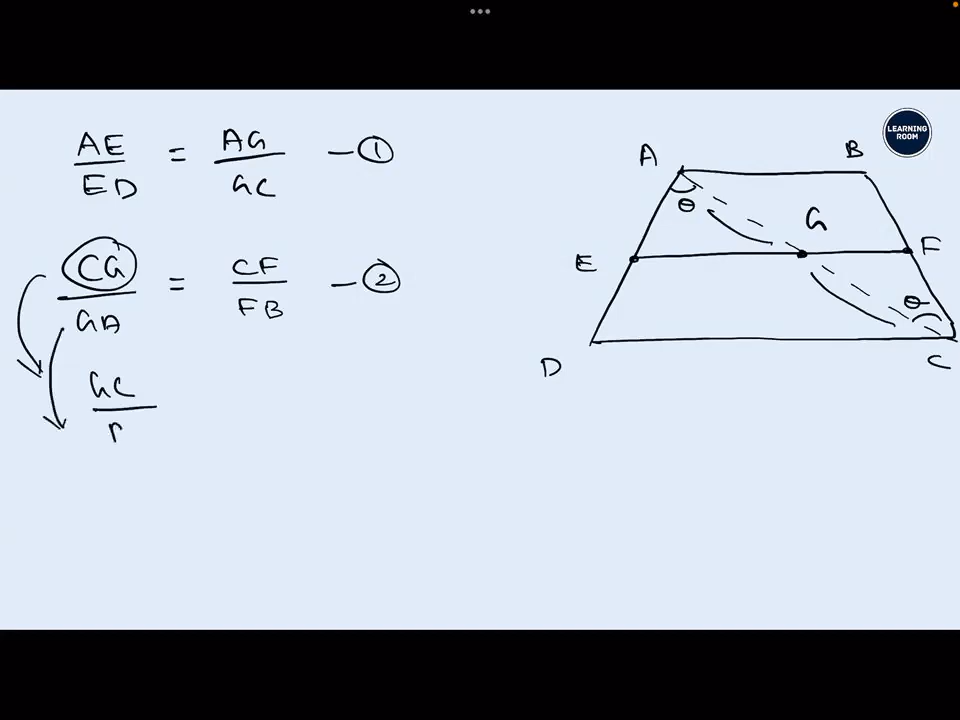 AE / ED = AG / GC — ①
CG / GA = CF / FB — ②
GC
LEARNING
ROOM
A
B
θ
G
E
F
θ
D
C